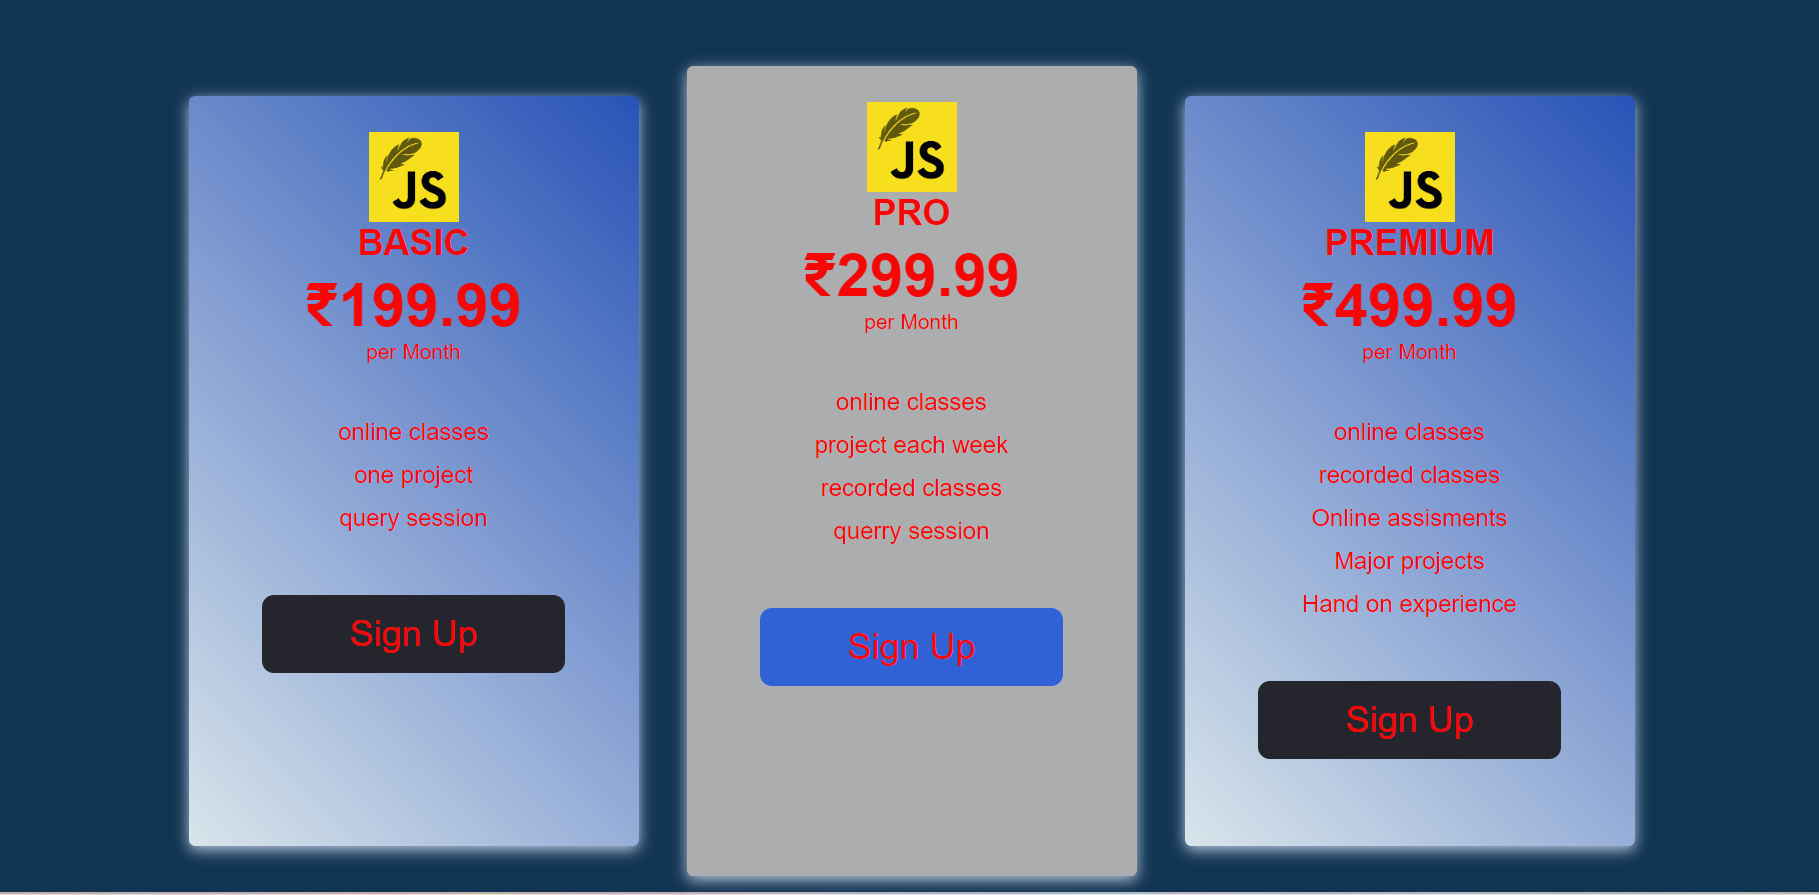 JS
BASIC
₹199.99
per Month
online classes
one project
query session
Sign Up
JS
PRO
₹299.99
per Month
online classes
project each week
recorded classes
querry session
Sign Up
JS
PREMIUM
₹499.99
per Month
online classes
recorded classes
Online assisments
Major projects
Hand on experience
Sign Up